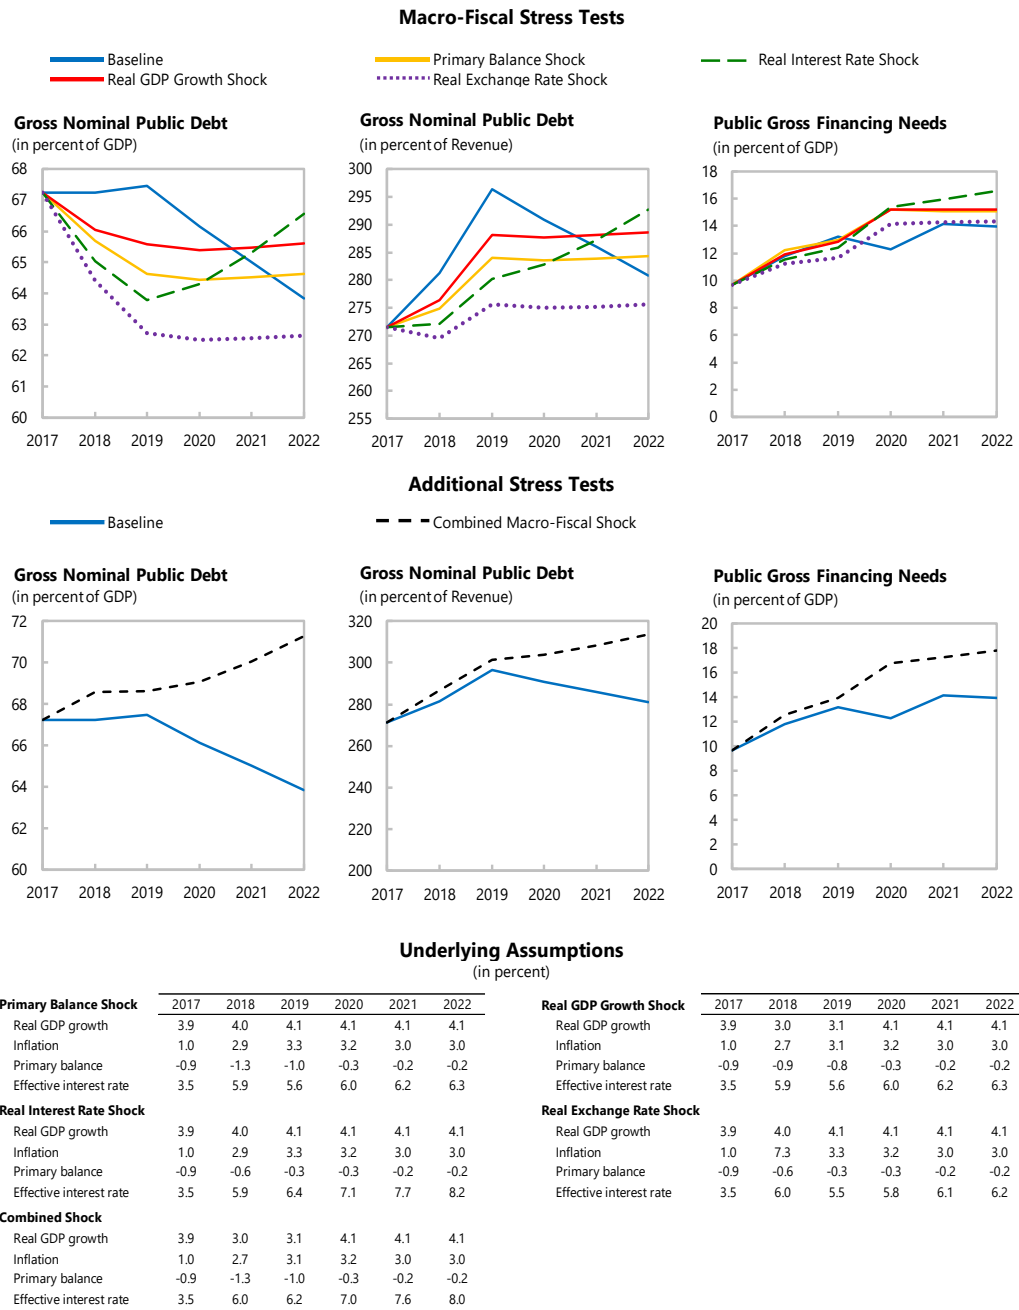 Macro-Fiscal Stress Tests
Baseline
Primary Balance Shock
Real Interest Rate Shock
Real GDP Growth Shock
Real Exchange Rate Shock
Gross Nominal Public Debt
(in percent of GDP)
68
67
66
65
64
63
62
61
60
2017 2018 2019 2020 2021 2022
Gross Nominal Public Debt
(in percent of Revenue)
300
295
290
285
280
275
270
265
260
255
2017 2018 2019 2020 2021 2022
Public Gross Financing Needs
(in percent of GDP)
18
16
14
12
10
8
6
4
2
0
2017 2018 2019 2020 2021 2022
Additional Stress Tests
Baseline
Combined Macro-Fiscal Shock
Gross Nominal Public Debt
(in percent of GDP)
72
70
68
66
64
62
60
2017 2018 2019 2020 2021 2022
Gross Nominal Public Debt
(in percent of Revenue)
320
300
280
260
240
220
200
2017 2018 2019 2020 2021 2022
Public Gross Financing Needs
(in percent of GDP)
20
18
16
14
12
10
8
6
4
2
0
2017 2018 2019 2020 2021 2022
Underlying Assumptions
(in percent)
Primary Balance Shock 2017 2018 2019 2020 2021 2022
Real GDP growth 3.9 4.0 4.1 4.1 4.1 4.1
Inflation 1.0 2.9 3.3 3.2 3.0 3.0
Primary balance -0.9 -1.3 -1.0 -0.3 -0.2 -0.2
Effective interest rate 3.5 5.9 5.6 6.0 6.2 6.3
Real Interest Rate Shock
Real GDP growth 3.9 4.0 4.1 4.1 4.1 4.1
Inflation 1.0 2.9 3.3 3.2 3.0 3.0
Primary balance -0.9 -0.6 -0.3 -0.3 -0.2 -0.2
Effective interest rate 3.5 5.9 6.4 7.1 7.7 8.2
Combined Shock
Real GDP growth 3.9 3.0 3.1 4.1 4.1 4.1
Inflation 1.0 2.7 3.1 3.2 3.0 3.0
Primary balance -0.9 -1.3 -1.0 -0.3 -0.2 -0.2
Effective interest rate 3.5 6.0 6.2 7.0 7.6 8.0
Real GDP Growth Shock 2017 2018 2019 2020 2021 2022
Real GDP growth 3.9 3.0 3.1 4.1 4.1 4.1
Inflation 1.0 2.7 3.1 3.2 3.0 3.0
Primary balance -0.9 -0.9 -0.8 -0.3 -0.2 -0.2
Effective interest rate 3.5 5.9 5.6 6.0 6.2 6.3
Real Exchange Rate Shock
Real GDP growth 3.9 4.0 4.1 4.1 4.1 4.1
Inflation 1.0 7.3 3.3 3.2 3.0 3.0
Primary balance -0.9 -0.6 -0.3 -0.3 -0.2 -0.2
Effective interest rate 3.5 6.0 5.5 5.8 6.1 6.2